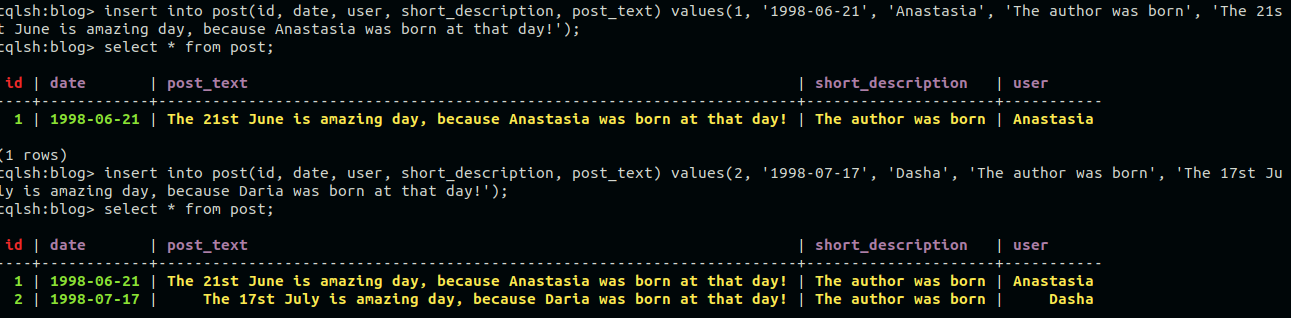 cqlsh:blog> insert into post(id, date, user, short_description, post_text) values(1, '1998-06-21', 'Anastasia', 'The author was born', 'The 21s
t June is amazing day, because Anastasia was born at that day!');
cqlsh:blog> select * from post;
id | date       | post_text                                                             | short_description   | user
----+------------+-----------------------------------------------------------------------+---------------------+-----------
1 | 1998-06-21 | The 21st June is amazing day, because Anastasia was born at that day! | The author was born | Anastasia
(1 rows)
cqlsh:blog> insert into post(id, date, user, short_description, post_text) values(2, '1998-07-17', 'Dasha', 'The author was born', 'The 17st Ju
ly is amazing day, because Daria was born at that day!');
cqlsh:blog> select * from post;
id | date       | post_text                                                             | short_description   | user
----+------------+-----------------------------------------------------------------------+---------------------+-----------
1 | 1998-06-21 | The 21st June is amazing day, because Anastasia was born at that day! | The author was born | Anastasia
2 | 1998-07-17 |     The 17st July is amazing day, because Daria was born at that day! | The author was born |     Dasha